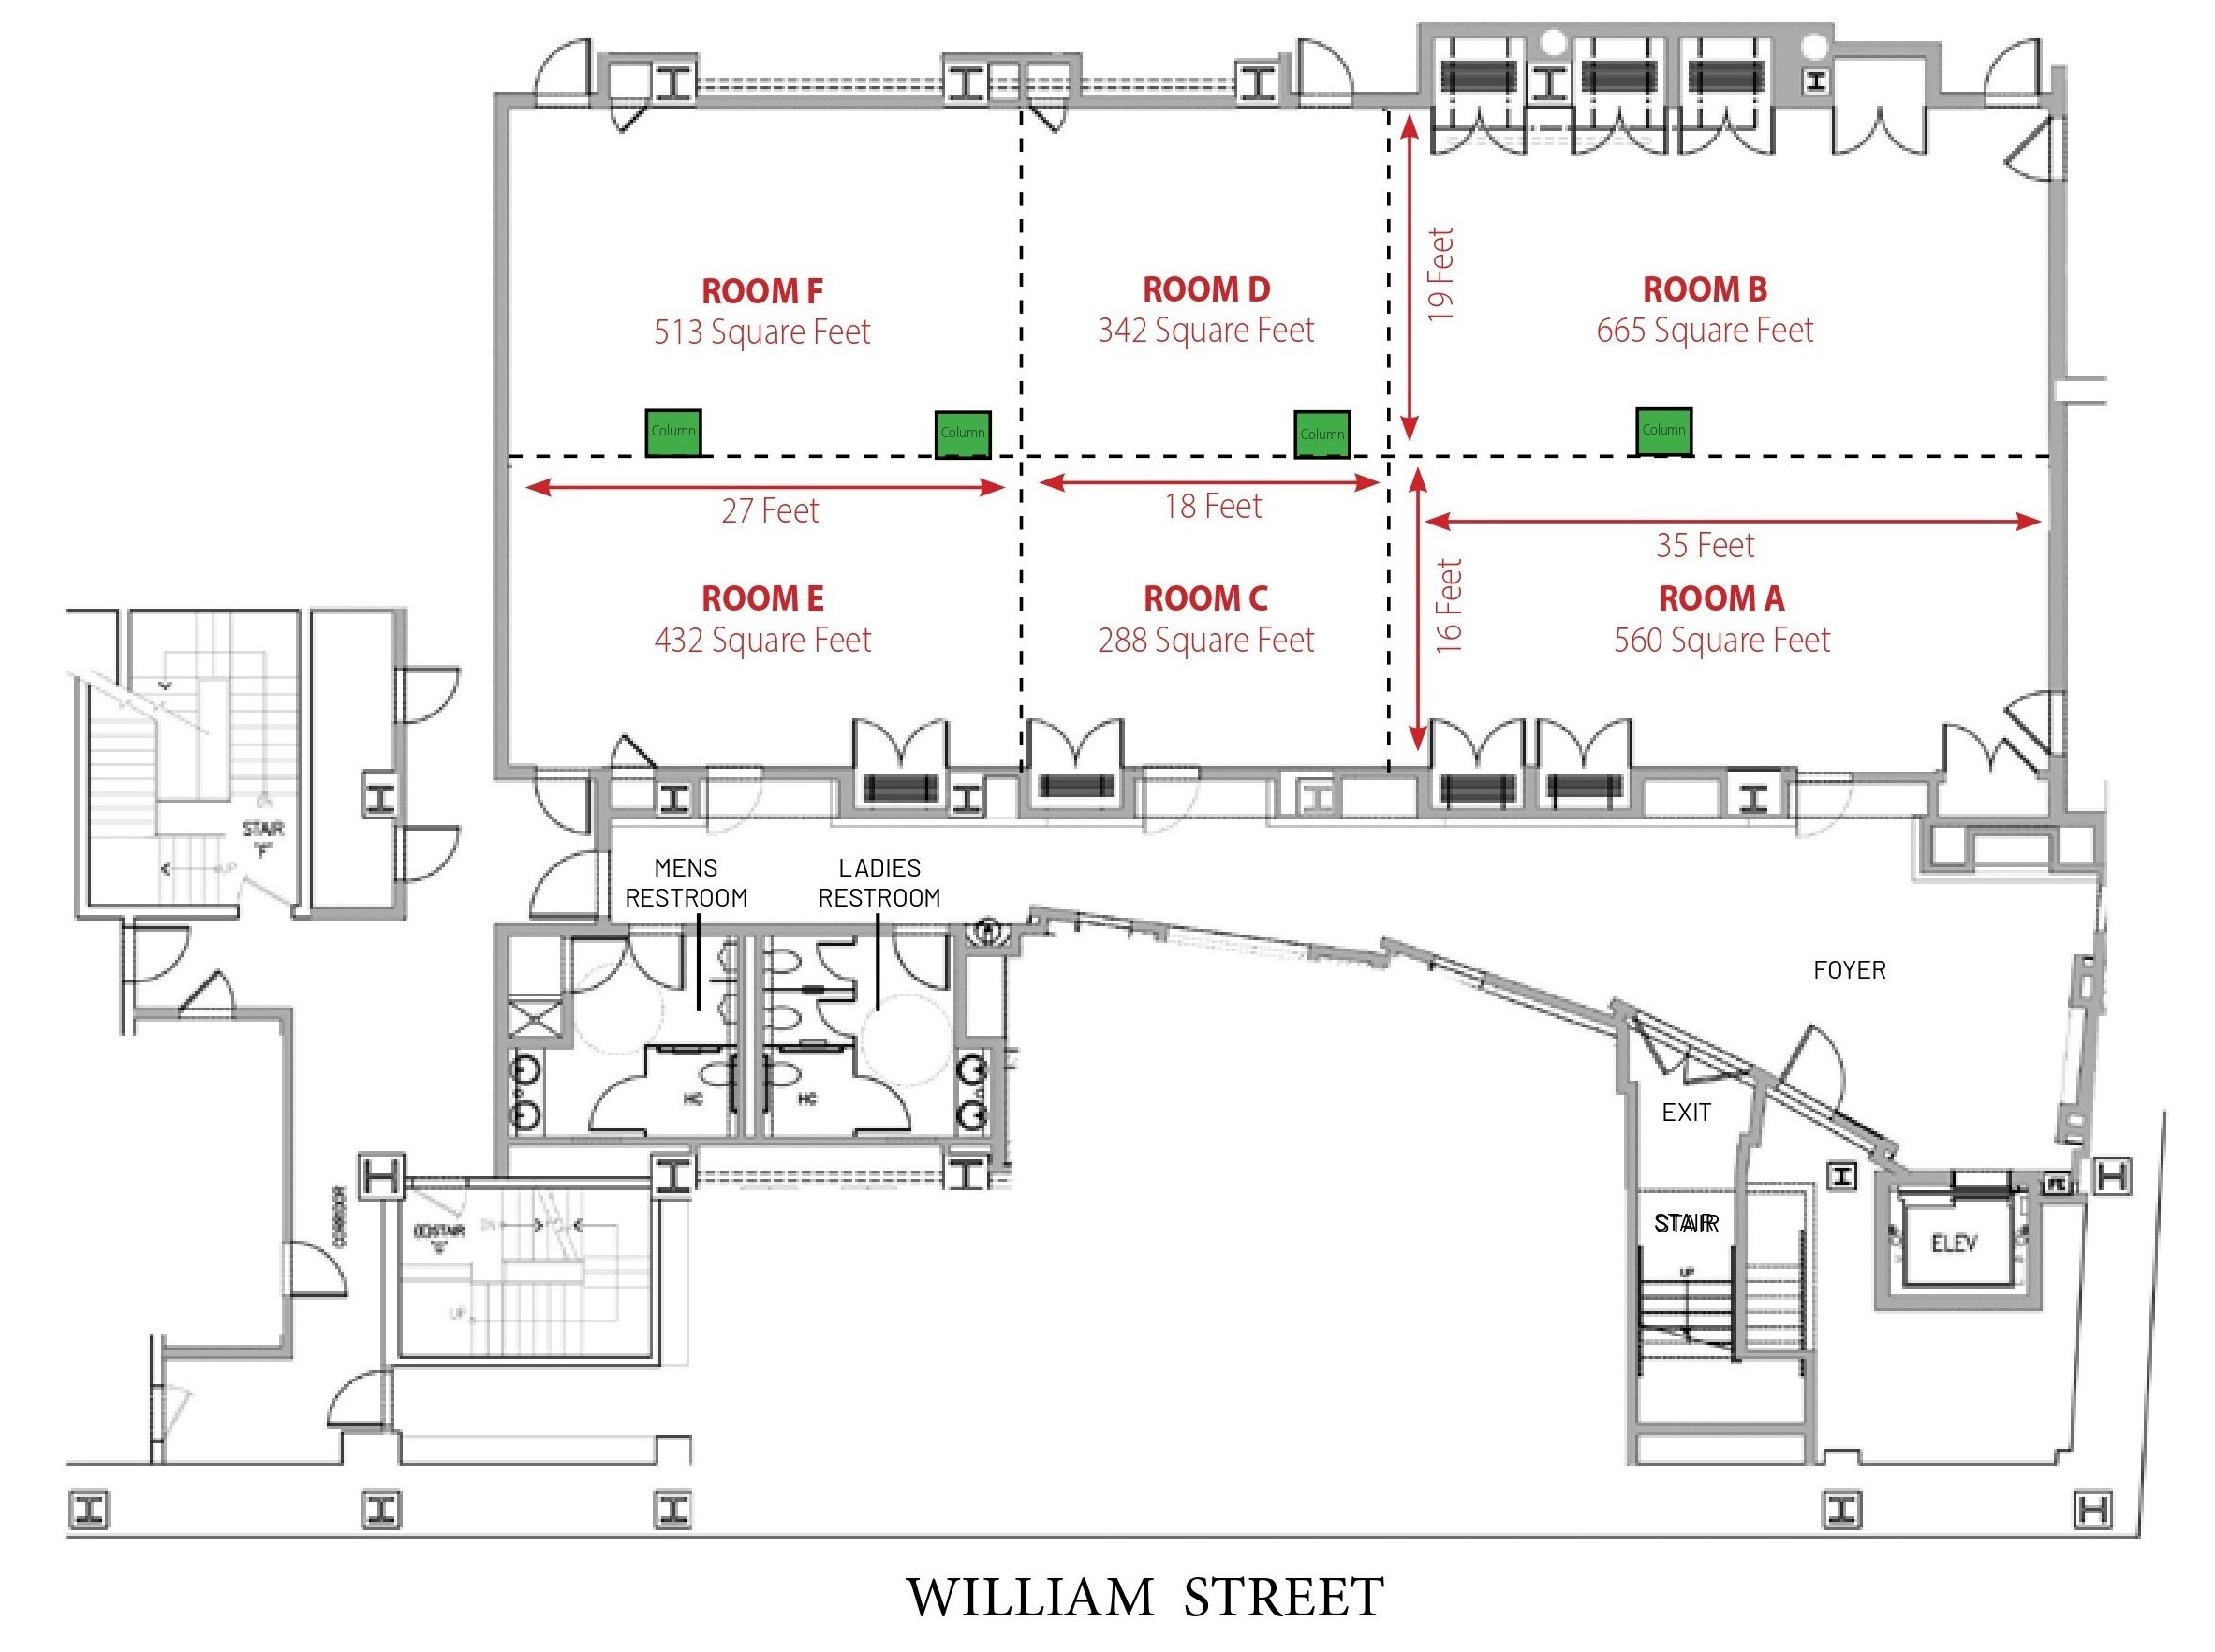 19 Feet
ROOM F
513 Square Feet
ROOM D
342 Square Feet
ROOM B
665 Square Feet
Column
Column
Column
Column
27 Feet
18 Feet
35 Feet
16 Feet
ROOM E
432 Square Feet
ROOM C
288 Square Feet
ROOM A
560 Square Feet
DN
STAIR
"F"
UP
MENS
RESTROOM
LADIES
RESTROOM
FOYER
HC
HC
EXIT
CORRIDOR
DN
UP
STAIR
UP
ELEV
FE
WILLIAM STREET